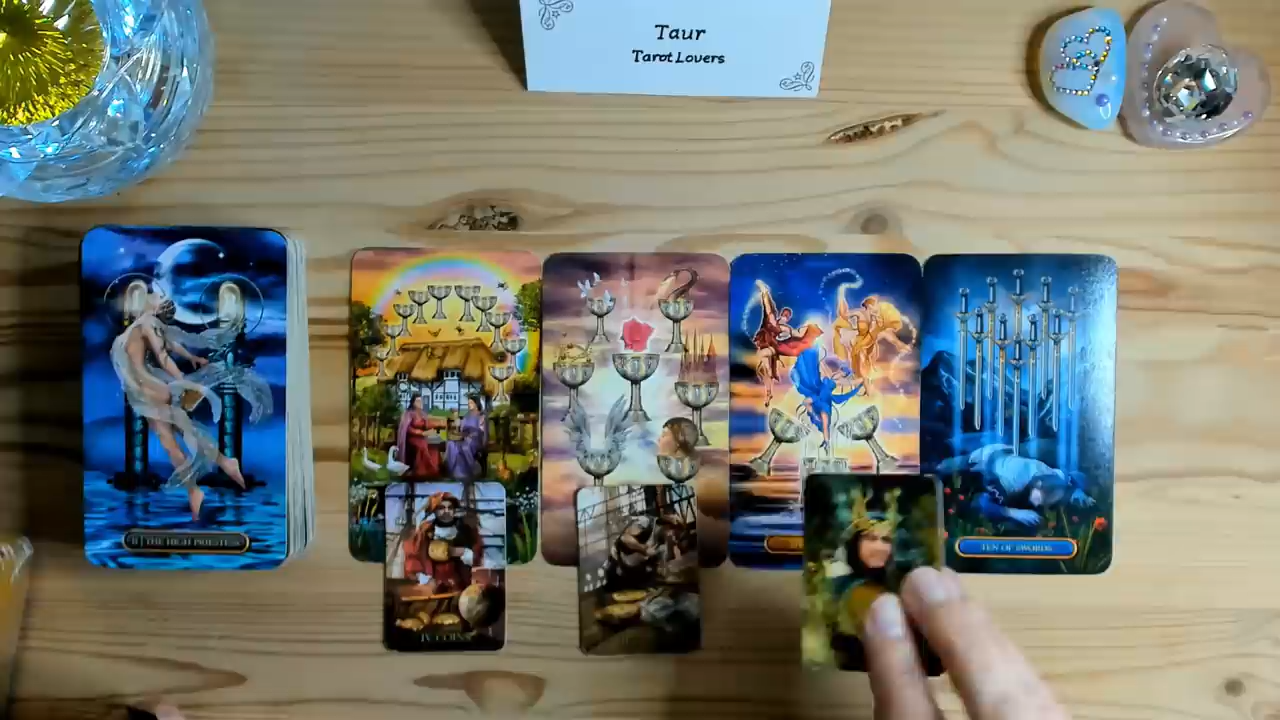 Taur
Tarot Lovers
II THE HIGH PRIESTESS
TEN OF SWORDS
IV COINS